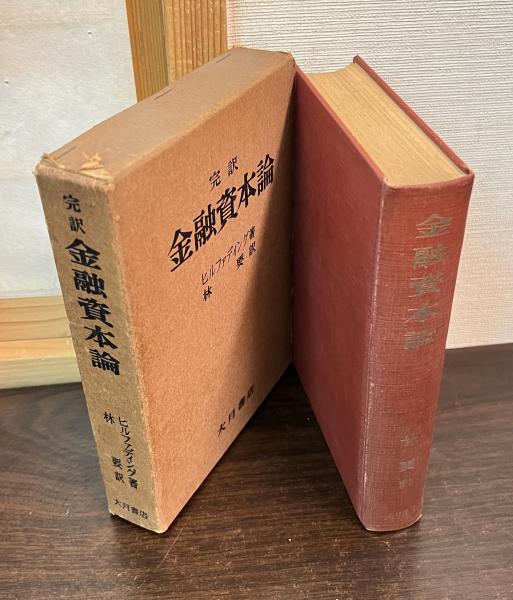 完訳
金融資本論
ヒルファディング著
林 要訳
大月書店
完訳
金融資本論
ヒルファディング著
林 要訳
大月書店
金融資本論
林 要訳